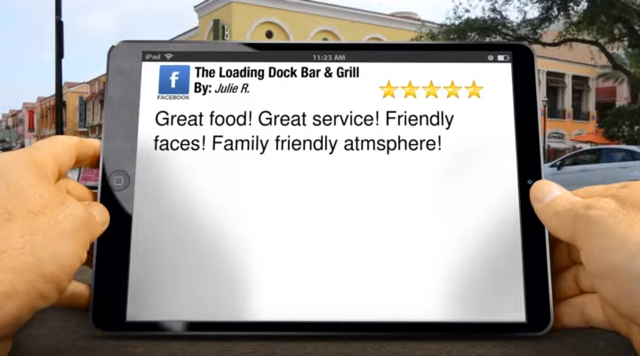 iPod 11:23 AM
f The Loading Dock Bar & Grill
FACEBOOK By: Julie R.
Great food! Great service! Friendly
faces! Family friendly atmsphere!